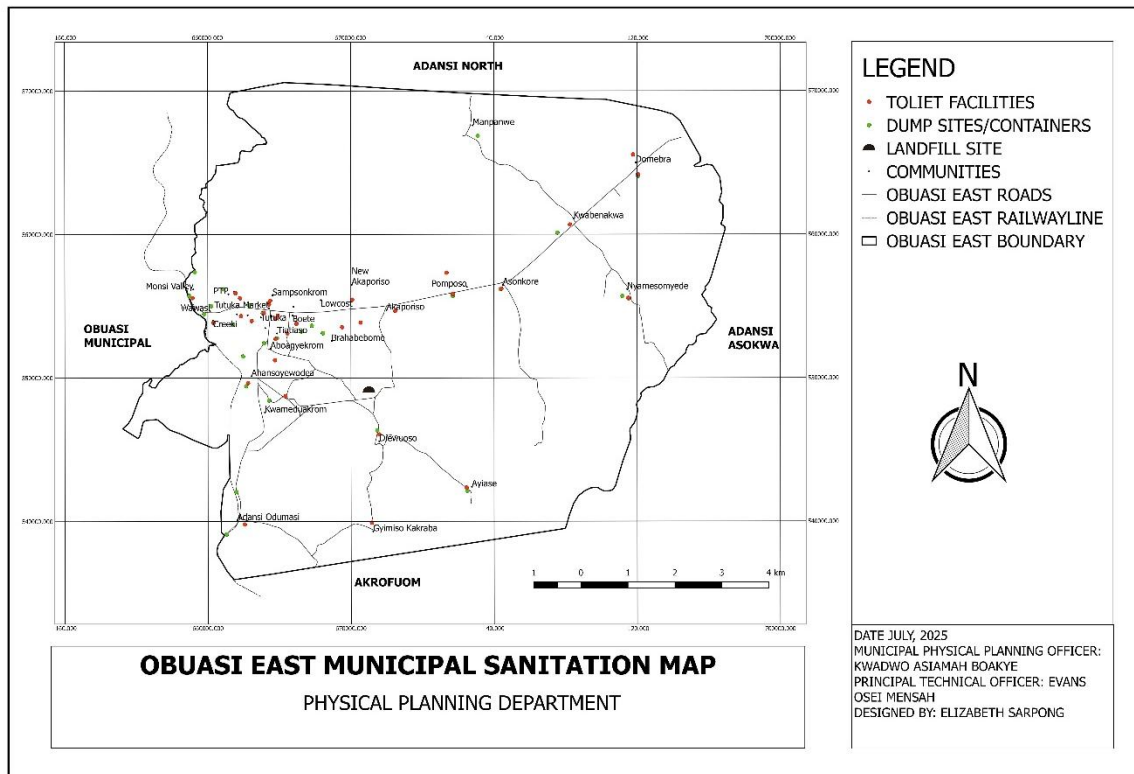 ADANSI NORTH
Manpanwe
Domebra
Kwabenakwa
New
Akaporiso
Pomposo
Asonkore
Akaporiso
Nyamesomyede
Monsi Valley
PTP
Sampsonkrom
Lowcost
Wawasi
Tutuka Market
Tutuka
Boete
Tiatiaso
Brahabebome
Aboagyekrom
Ahansoyewodea
Kwameduakrom
Diewuoso
Ayiase
Adansi Odumasi
Gyimiso Kakraba
OBUASI
MUNICIPAL
ADANSI
ASOKWA
AKROFUOM
1 0 1 2 3 4 km
OBUASI EAST MUNICIPAL SANITATION MAP
PHYSICAL PLANNING DEPARTMENT
LEGEND
TOLIET FACILITIES
DUMP SITES/CONTAINERS
LANDFILL SITE
COMMUNITIES
OBUASI EAST ROADS
OBUASI EAST RAILWAYLINE
OBUASI EAST BOUNDARY
N
DATE JULY, 2025
MUNICIPAL PHYSICAL PLANNING OFFICER:
KWADWO ASIAMAH BOAKYE
PRINCIPAL TECHNICAL OFFICER: EVANS
OSEI MENSAH
DESIGNED BY: ELIZABETH SARPONG